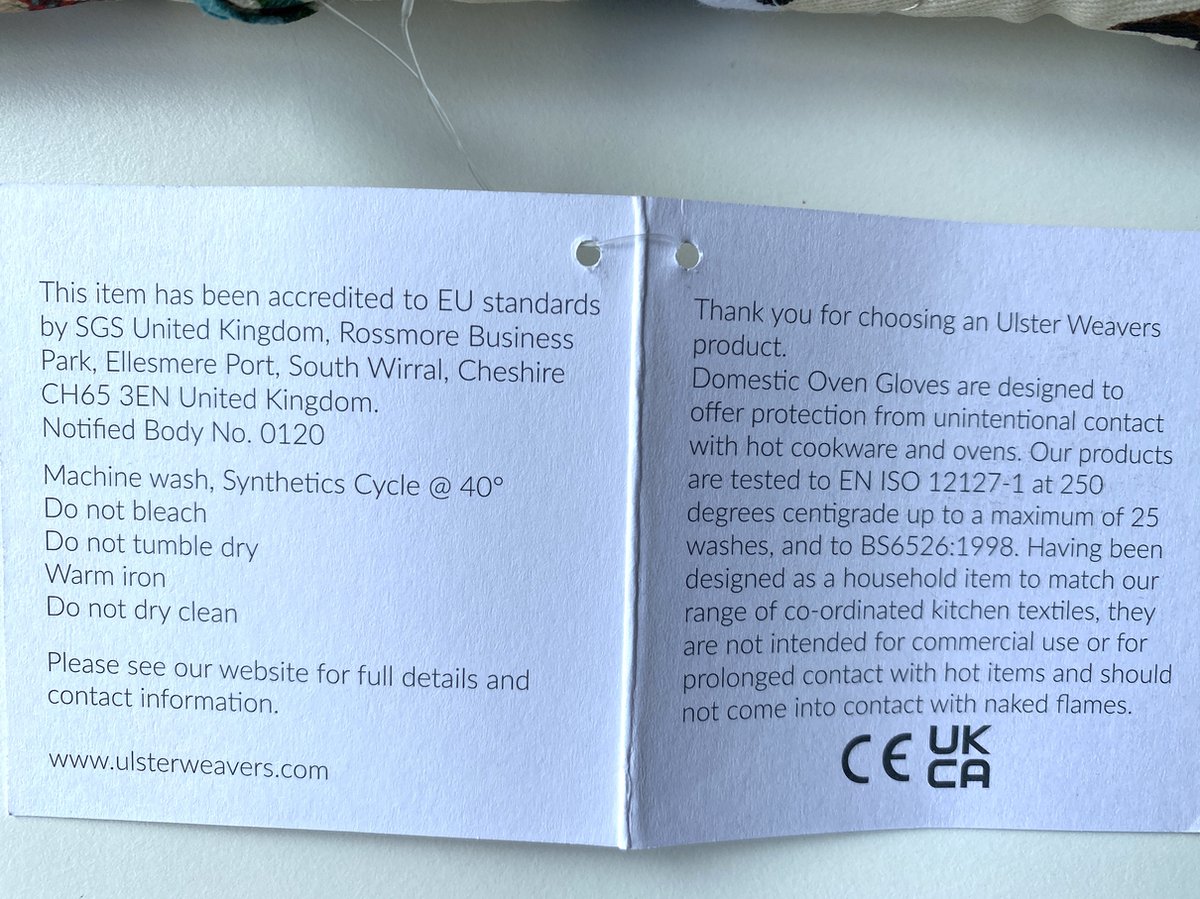 This item has been accredited to EU standards
by SGS United Kingdom, Rossmore Business
Park, Ellesmere Port, South Wirral, Cheshire
CH65 3EN United Kingdom.
Notified Body No. 0120
Machine wash, Synthetics Cycle @ 40°
Do not bleach
Do not tumble dry
Warm iron
Do not dry clean
Please see our website for full details and
contact information.
www.ulsterweavers.com
Thank you for choosing an Ulster Weavers
product.
Domestic Oven Gloves are designed to
offer protection from unintentional contact
with hot cookware and ovens. Our products
are tested to EN ISO 12127-1 at 250
degrees centigrade up to a maximum of 25
washes, and to BS6526:1998. Having been
designed as a household item to match our
range of co-ordinated kitchen textiles, they
are not intended for commercial use or for
prolonged contact with hot items and should
not come into contact with naked flames.
CE UK
CA